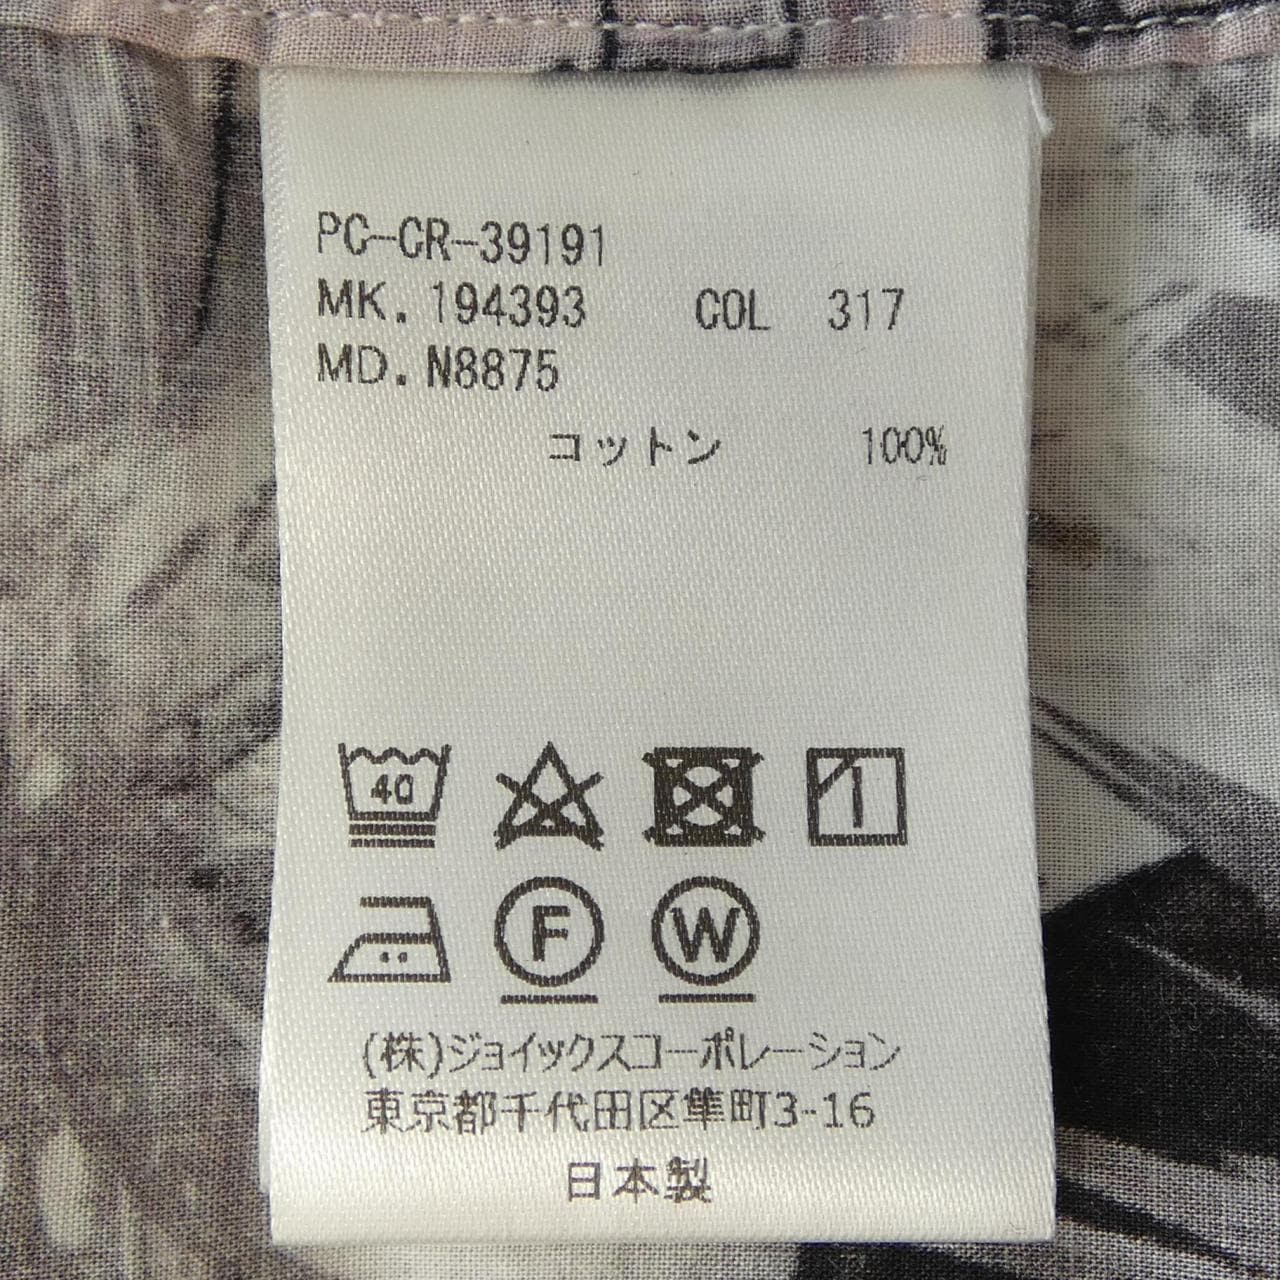 PC-CR-39191
MK. 194393 COL 317
MD. N8875
コットン 100%
40
F W
(株)ジョイックスコーポレーション
東京都千代田区隼町3-16
日本製